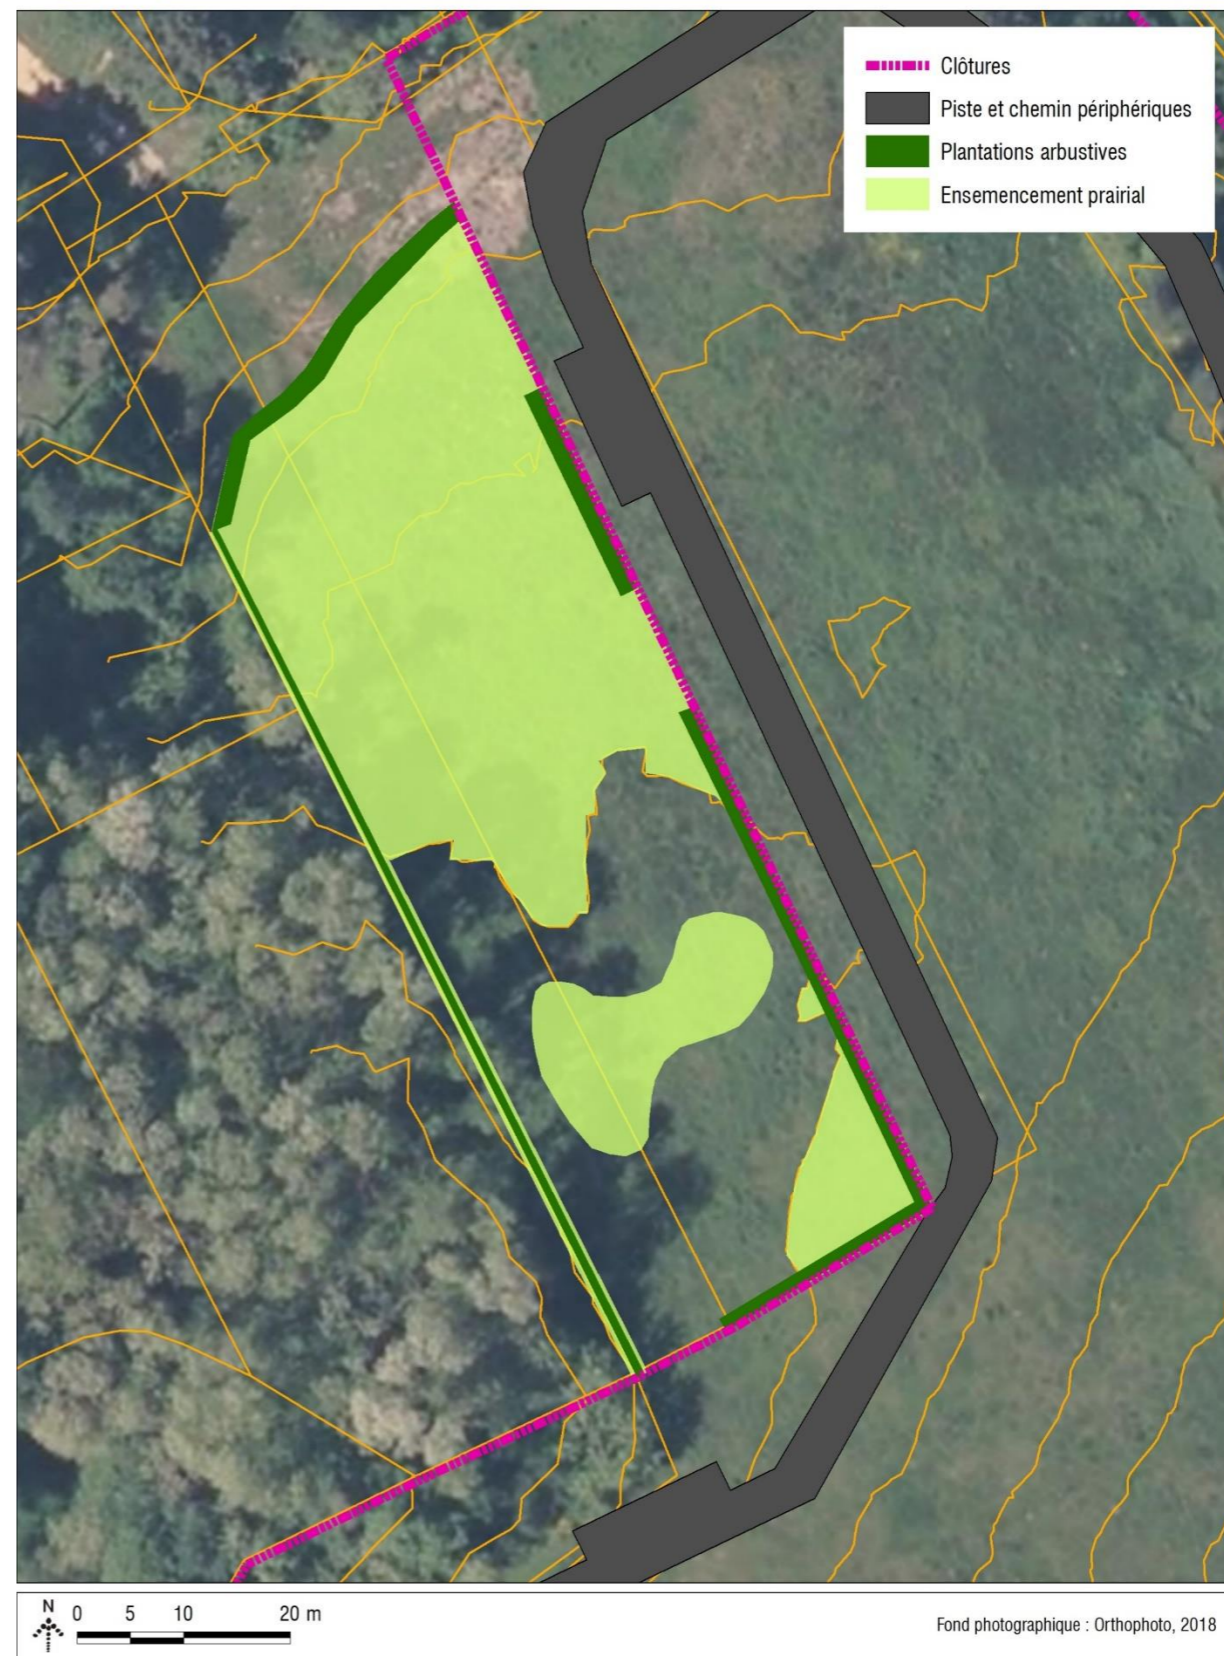 Clôtures
Piste et chemin périphériques
Plantations arbustives
Ensemencement prairial
N
0 5 10 20 m
Fond photographique : Orthophoto, 2018